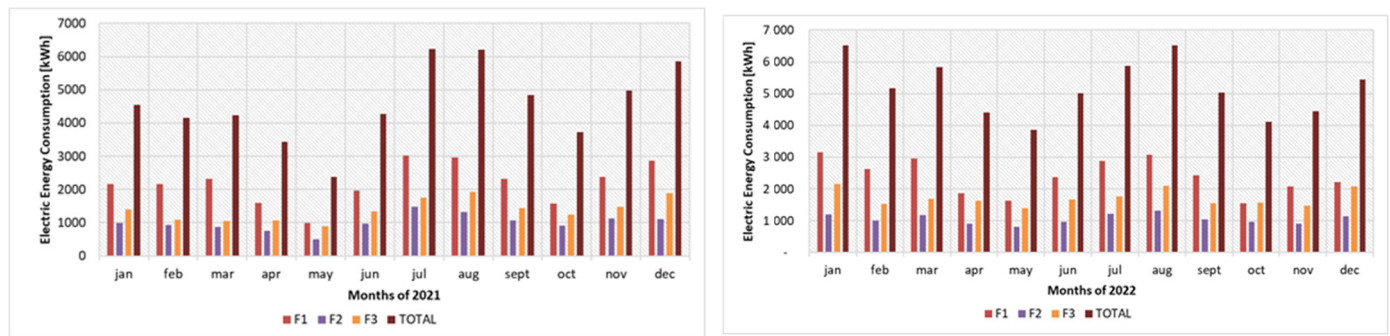 7000
6000
5000
4000
3000
2000
1000
0
Electric Energy Consumption [kWh]
jan feb mar apr may jun jul aug sept oct nov dec
Months of 2021
F1 F2 F3 TOTAL
7 000
6 000
5 000
4 000
3 000
2 000
1 000
-
Electric Energy Consumption [kWh]
jan feb mar apr may jun jul aug sept oct nov dec
Months of 2022
F1 F2 F3 TOTAL